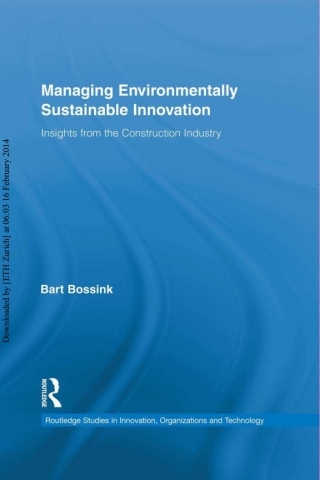 Managing Environmentally
Sustainable Innovation
Insights from the Construction Industry
Downloaded by [ETH Zurich] at 06:03 16 February 2014
Bart Bossink
ROUTLEDGE
Routledge Studies in Innovation, Organizations and Technology